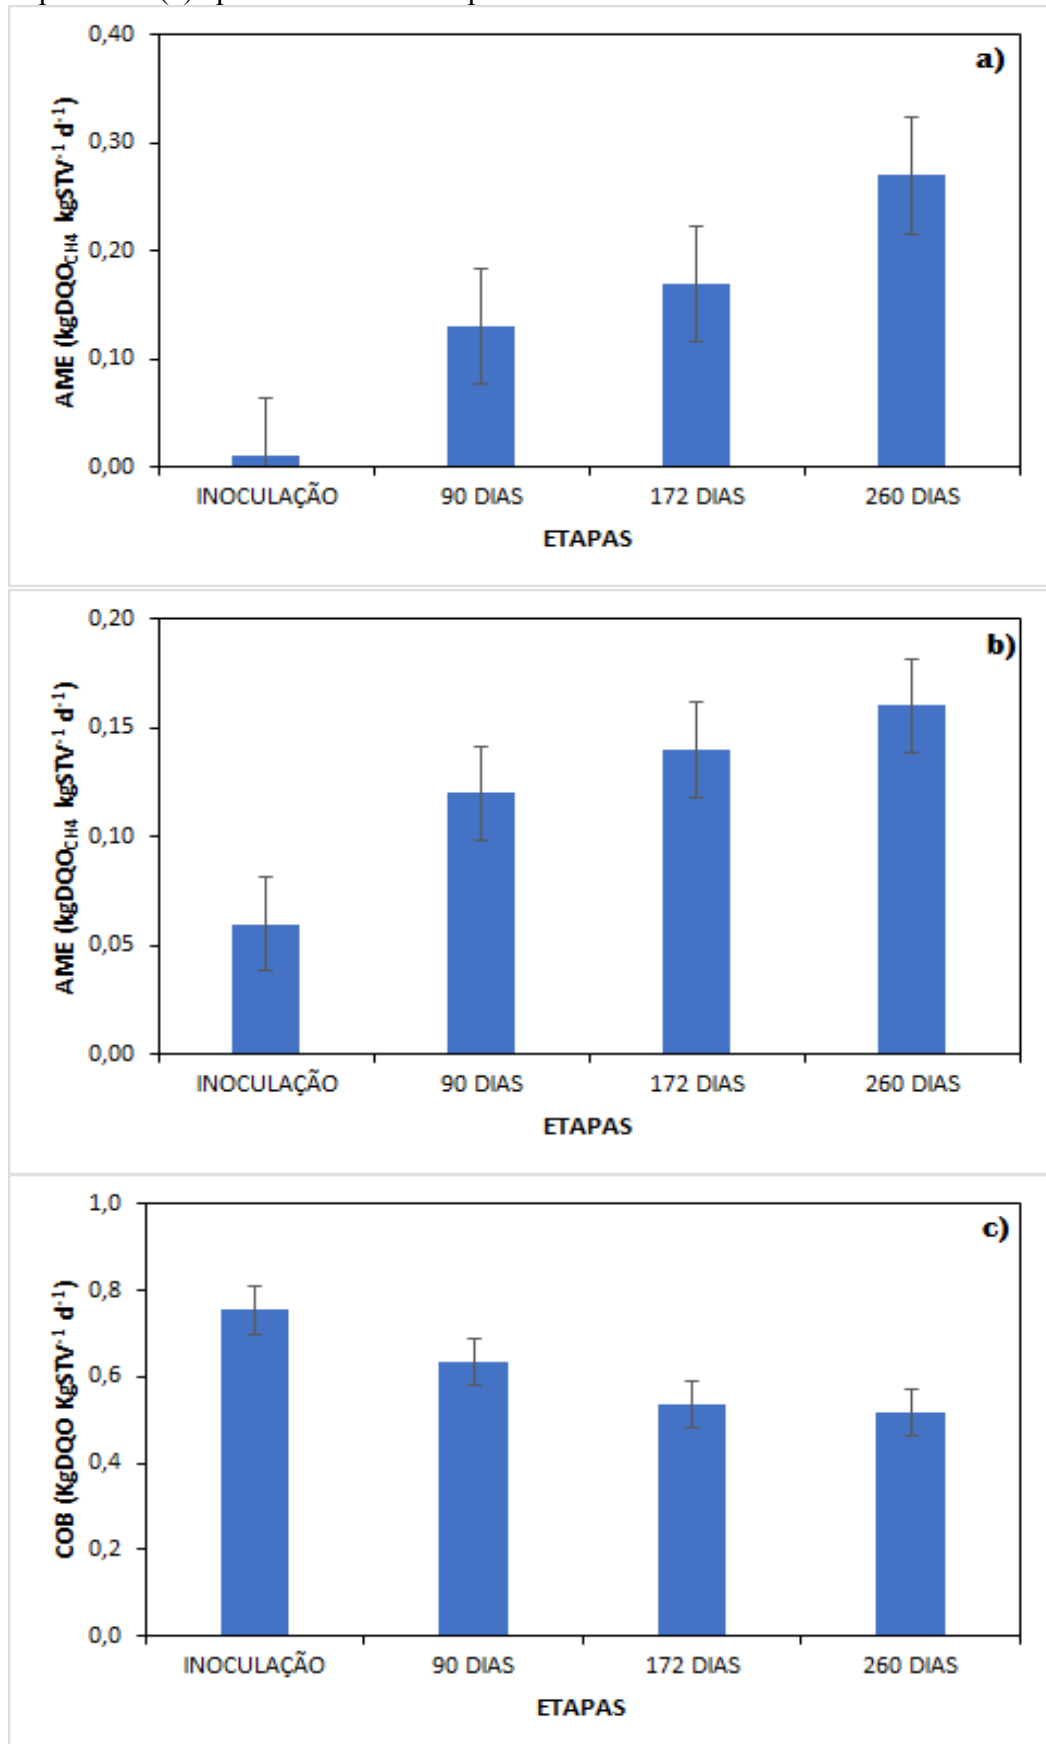 a)
0,40
0,30
0,20
0,10
0,00
AME (kgDQO_CH4 kgSTV⁻¹ d⁻¹)
INOCULAÇÃO 90 DIAS 172 DIAS 260 DIAS
ETAPAS
b)
0,20
0,15
0,10
0,05
0,00
AME (kgDQO_CH4 kgSTV⁻¹ d⁻¹)
INOCULAÇÃO 90 DIAS 172 DIAS 260 DIAS
ETAPAS
c)
1,0
0,8
0,6
0,4
0,2
0,0
COB (KgDQO KgSTV⁻¹ d⁻¹)
INOCULAÇÃO 90 DIAS 172 DIAS 260 DIAS
ETAPAS